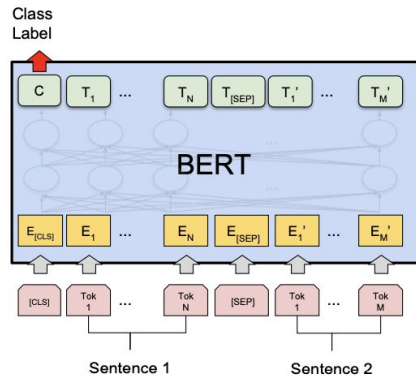 Class
Label
C T1 ... TN T[SEP] T1' ... TM'
BERT
E[CLS] E1 ... EN E[SEP] E1' ... EM'
[CLS] Tok 1 ... Tok N [SEP] Tok 1 ... Tok M
Sentence 1 Sentence 2